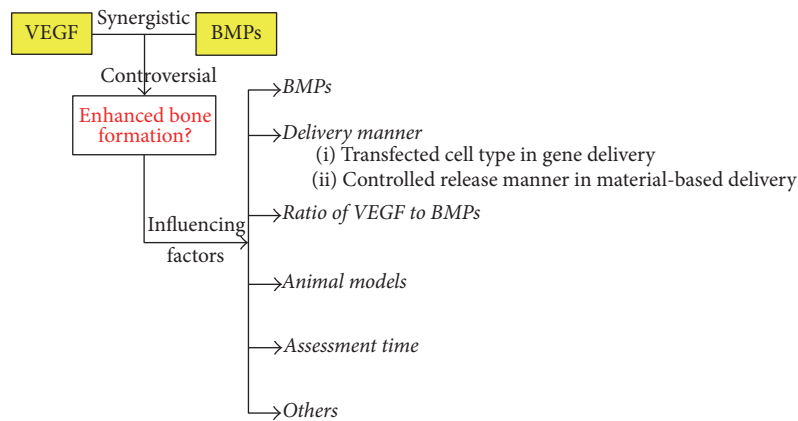 VEGF
Synergistic
BMPs
Controversial
Enhanced bone
formation?
Influencing
factors
BMPs
Delivery manner
(i) Transfected cell type in gene delivery
(ii) Controlled release manner in material-based delivery
Ratio of VEGF to BMPs
Animal models
Assessment time
Others